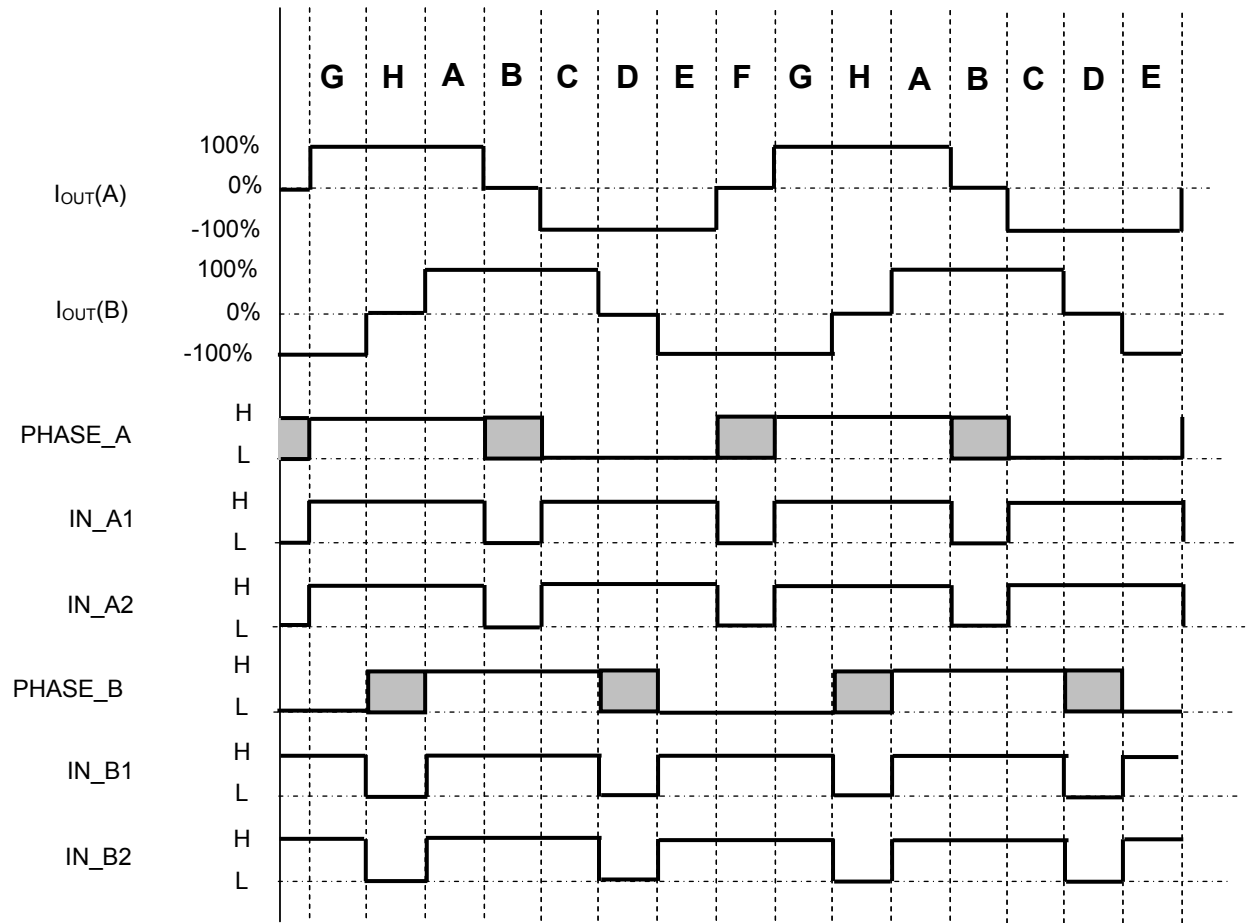 G H A B C D E F G H A B C D E
100%
IOUT(A) 0%
-100%
100%
IOUT(B) 0%
-100%
H
PHASE_A
L
H
IN_A1
L
H
IN_A2
L
H
PHASE_B
L
H
IN_B1
L
H
IN_B2
L